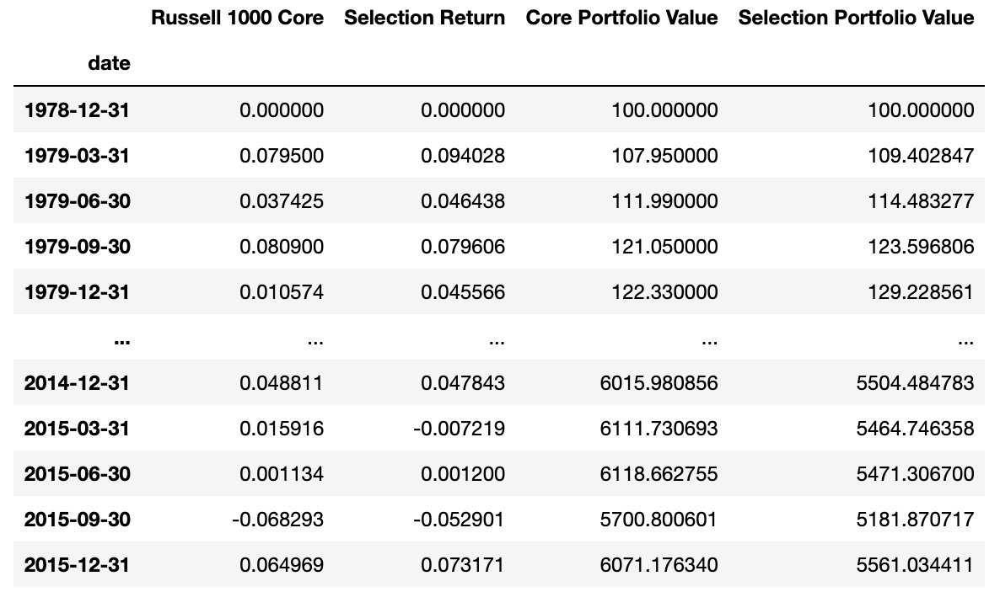 Russell 1000 Core Selection Return Core Portfolio Value Selection Portfolio Value
date
1978-12-31 0.000000 0.000000 100.000000 100.000000
1979-03-31 0.079500 0.094028 107.950000 109.402847
1979-06-30 0.037425 0.046438 111.990000 114.483277
1979-09-30 0.080900 0.079606 121.050000 123.596806
1979-12-31 0.010574 0.045566 122.330000 129.228561
... ... ... ... ...
2014-12-31 0.048811 0.047843 6015.980856 5504.484783
2015-03-31 0.015916 -0.007219 6111.730693 5464.746358
2015-06-30 0.001134 0.001200 6118.662755 5471.306700
2015-09-30 -0.068293 -0.052901 5700.800601 5181.870717
2015-12-31 0.064969 0.073171 6071.176340 5561.034411